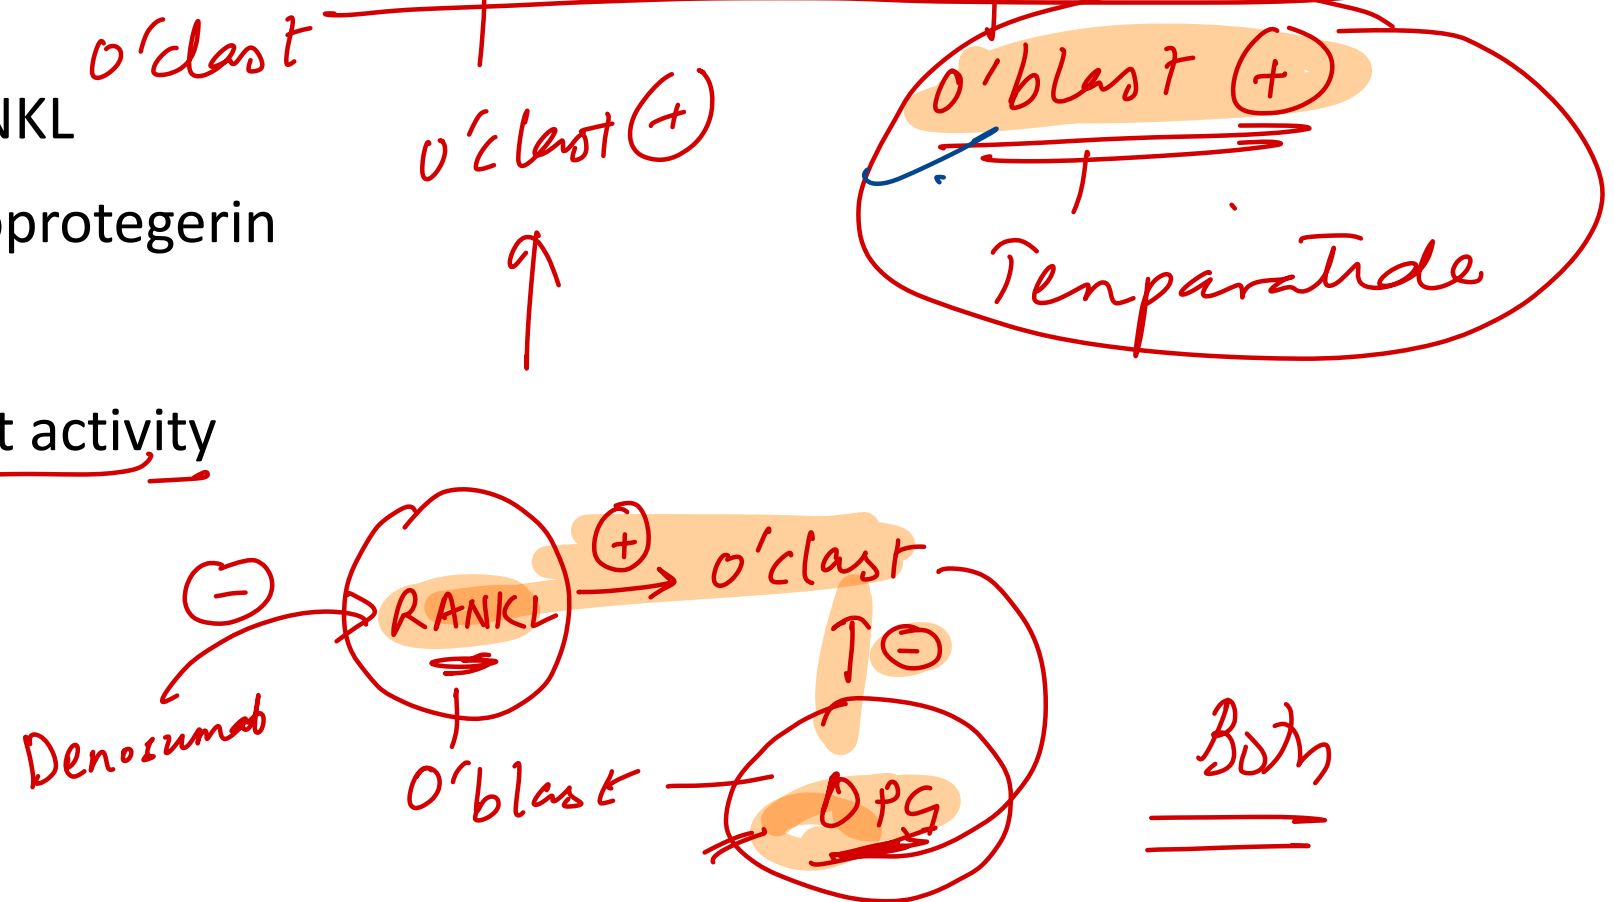 o'clast
o'blast +
NKL
o'clast +
oprotegerin
Teriparatide
t activity
+
RANKL o'clast
-
-
Denosumab
O'blast OPG
Both